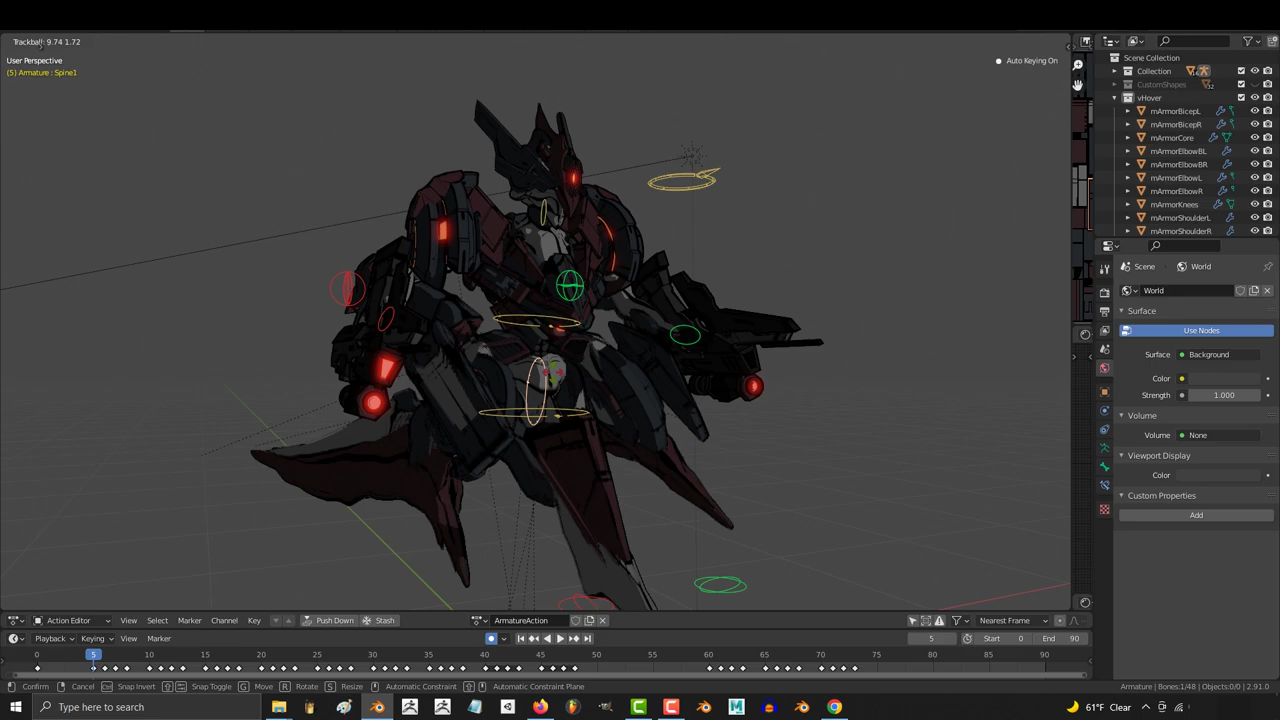 Trackball: 9.74 1.72
User Perspective
(5) Armature : Spine1
Auto Keying On
Scene Collection
Collection
CustomShapes
32
vHover
mArmorBicepL
mArmorBicepR
mArmorCore
mArmorElbowBL
mArmorElbowBR
mArmorElbowL
mArmorElbowR
mArmorKnees
mArmorShoulderL
mArmorShoulderR
Scene > World
World
Surface
Use Nodes
Surface Background
Color
Strength 1.000
Volume
Volume None
Viewport Display
Color
Custom Properties
Add
Action Editor View Select Marker Channel Key Push Down Stash ArmatureAction Nearest Frame
Playback Keying View Marker 5 Start 0 End 90
0 5 10 15 20 25 30 35 40 45 50 55 60 65 70 75 80 85 90
Confirm Cancel Snap Invert Snap Toggle G Move R Rotate S Resize Automatic Constraint Automatic Constraint Plane Armature | Bones:1/48 | Objects:0/0 | 2.91.0
Type here to search 61°F Clear 7:01 PM